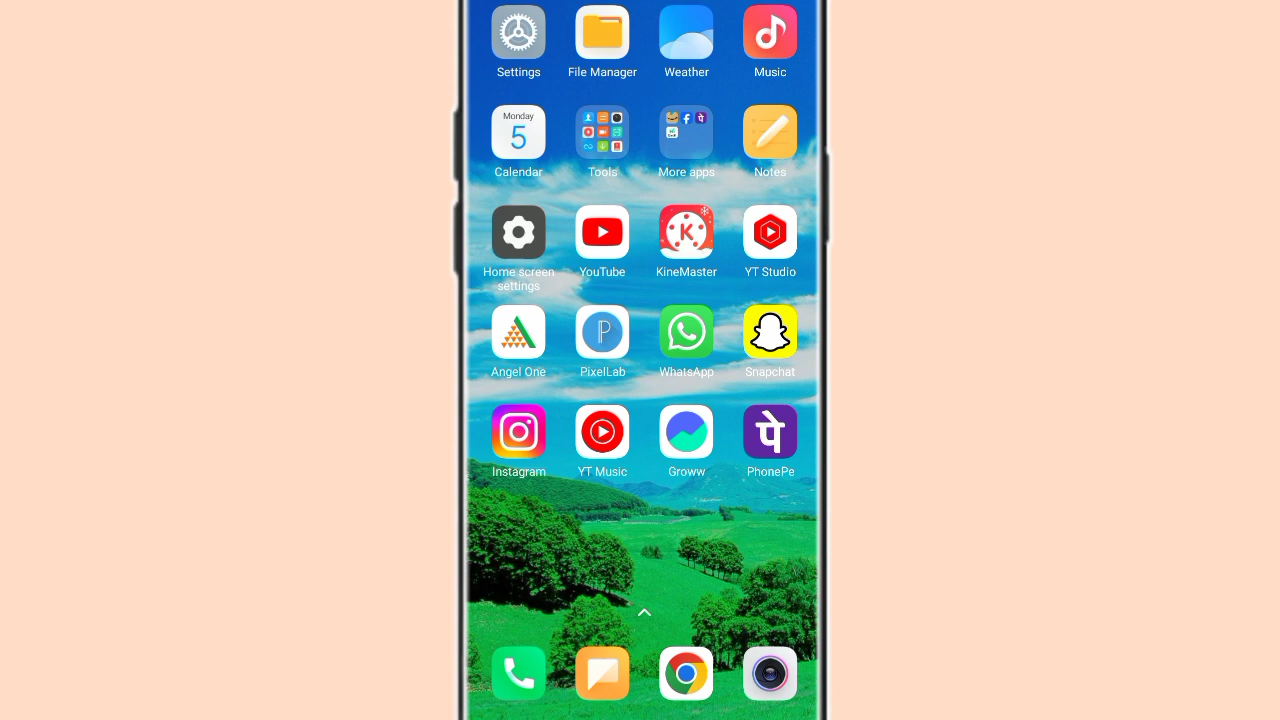 Settings
File Manager
Weather
Music
Monday
5
Calendar
Tools
More apps
Notes
Home screen
settings
YouTube
KineMaster
YT Studio
Angel One
PixelLab
WhatsApp
Snapchat
Instagram
YT Music
Groww
PhonePe
K
P
पे